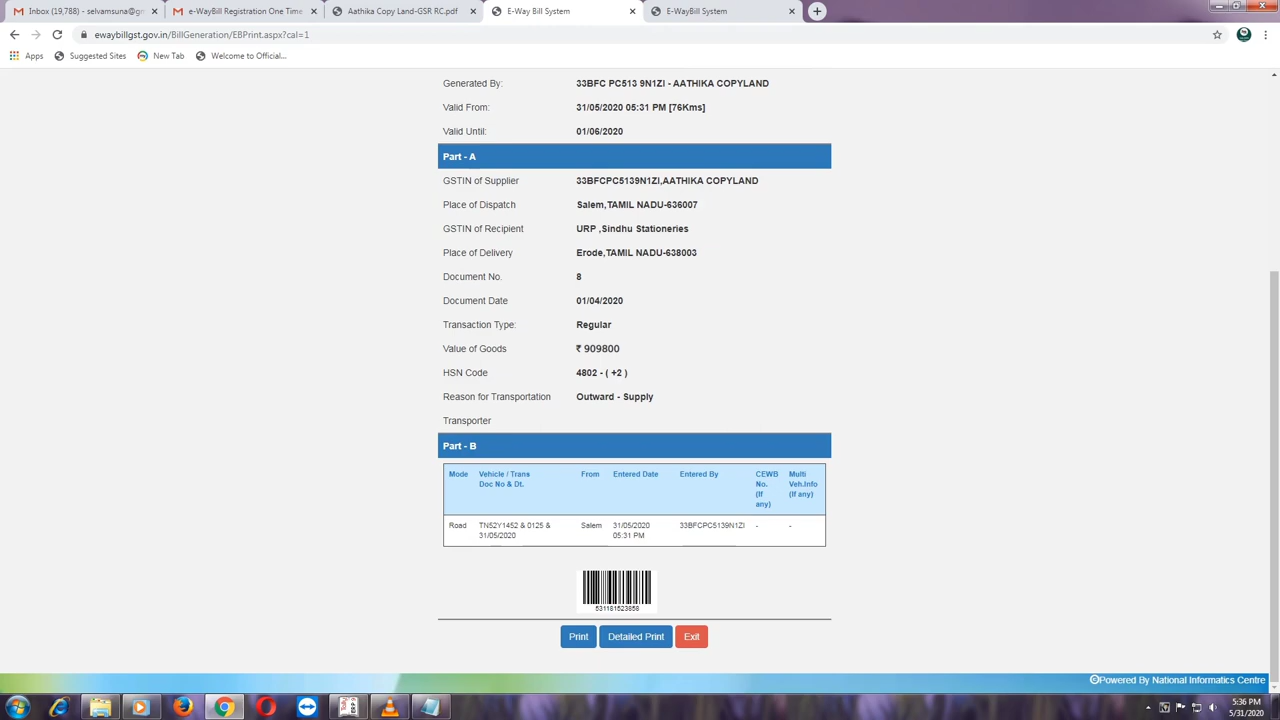 Inbox (19,788) - selvamsuna@gm
e-WayBill Registration One Time
Aathika Copy Land-GSR RC.pdf
E-Way Bill System
E-WayBill System
ewaybillgst.gov.in/BillGeneration/EBPrint.aspx?cal=1
Apps
Suggested Sites
New Tab
Welcome to Official...
Generated By: 33BFC PC513 9N1ZI - AATHIKA COPYLAND
Valid From: 31/05/2020 05:31 PM [76Kms]
Valid Until: 01/06/2020
Part - A
GSTIN of Supplier 33BFCPC5139N1ZI,AATHIKA COPYLAND
Place of Dispatch Salem,TAMIL NADU-636007
GSTIN of Recipient URP ,Sindhu Stationeries
Place of Delivery Erode,TAMIL NADU-638003
Document No. 8
Document Date 01/04/2020
Transaction Type: Regular
Value of Goods ₹ 909800
HSN Code 4802 - ( +2 )
Reason for Transportation Outward - Supply
Transporter
Part - B
Mode Vehicle / Trans Doc No & Dt. From Entered Date Entered By CEWB No. (If any) Multi Veh.Info (If any)
Road TN52Y1452 & 0125 & 31/05/2020 Salem 31/05/2020 05:31 PM 33BFCPC5139N1ZI - -
531181523858
Print Detailed Print Exit
Powered By National Informatics Centre
5:36 PM
5/31/2020